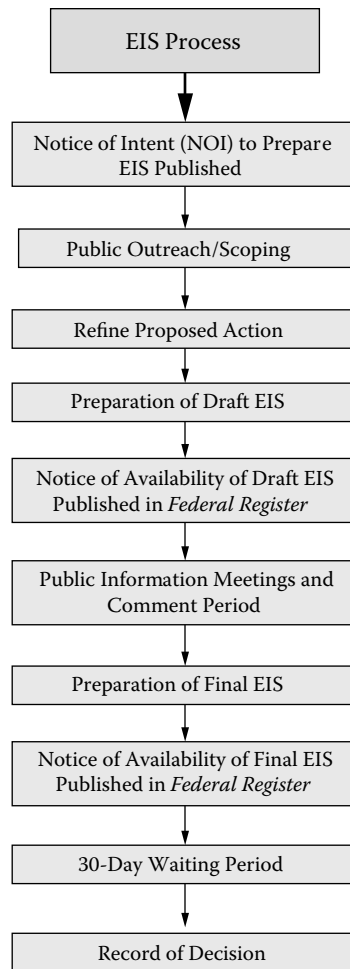 EIS Process
Notice of Intent (NOI) to Prepare
EIS Published
Public Outreach/Scoping
Refine Proposed Action
Preparation of Draft EIS
Notice of Availability of Draft EIS
Published in Federal Register
Public Information Meetings and
Comment Period
Preparation of Final EIS
Notice of Availability of Final EIS
Published in Federal Register
30-Day Waiting Period
Record of Decision